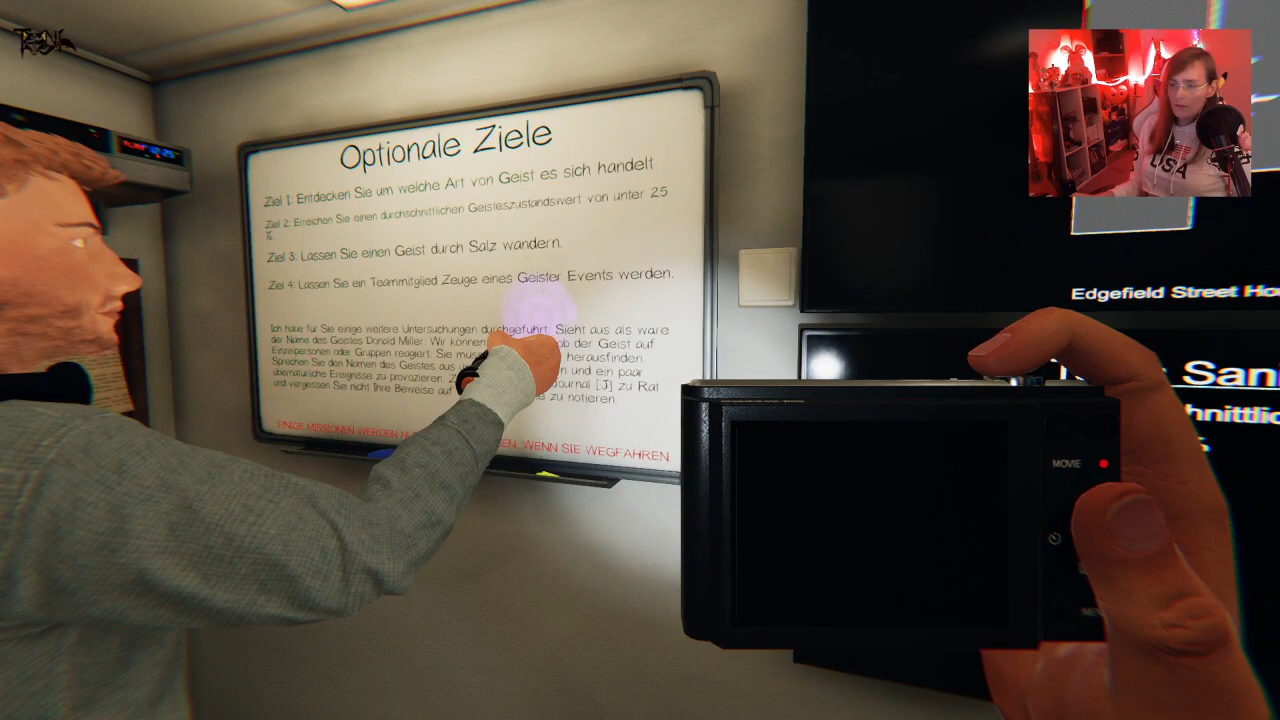 Optionale Ziele
Ziel 1: Entdecken Sie um welche Art von Geist es sich handelt
Ziel 2: Erreichen Sie einen durchschnittlichen Geisteszustandswert von unter 25
%.
Ziel 3: Lassen Sie einen Geist durch Salz wandern.
Ziel 4: Lassen Sie ein Teammitglied Zeuge eines Geister Events werden.
Ich habe für Sie einige weitere Untersuchungen durchgeführt. Sieht aus als wäre
der Name des Geistes Donald Miller. Wir können ob der Geist auf
Einzelpersonen oder Gruppen reagiert. Sie herausfinden.
Sprechen Sie den Namen des Geistes aus und ein paar
übernatürliche Ereignisse zu provozieren. Journal [J] zu Rat
und vergessen Sie nicht Ihre Beweise auf zu notieren.
EINIGE MISSIONEN WERDEN WENN SIE WEGFAHREN
Edgefield Street
MOVIE
USA